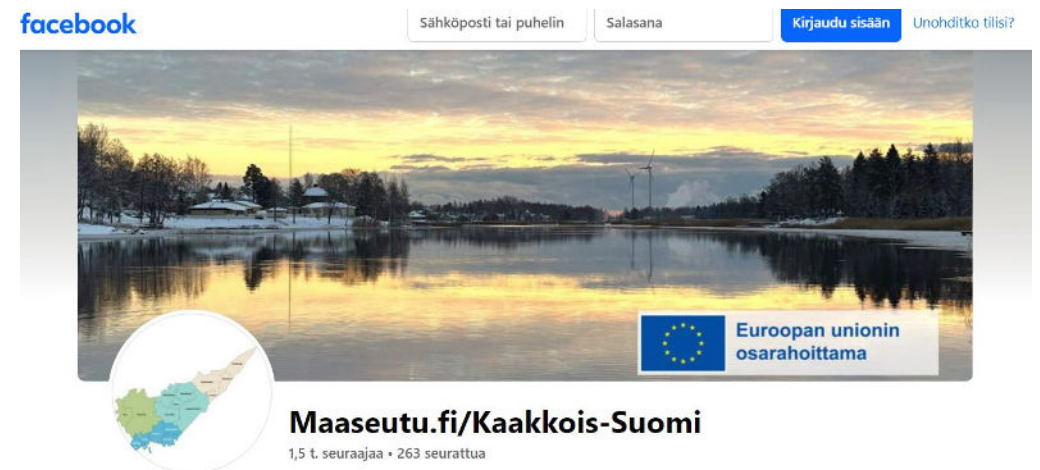 facebook
Sähköposti tai puhelin
Salasana
Kirjaudu sisään
Unohditko tilisi?
Euroopan unionin
osarahoittama
Maaseutu.fi/Kaakkois-Suomi
1,5 t. seuraajaa • 263 seurattua